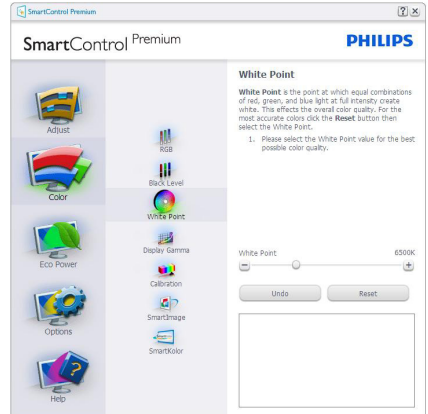 SmartControl Premium
SmartControl Premium
PHILIPS
Adjust
Color
Eco Power
Options
Help
RGB
Black Level
White Point
Display Gamma
Calibration
SmartImage
SmartKolor
White Point
White Point is the point at which equal combinations
of red, green, and blue light at full intensity create
white. This effects the overall color quality. For the
most accurate colors click the Reset button then
select the White Point.
1. Please select the White Point value for the best
possible color quality.
White Point 6500K
Undo Reset